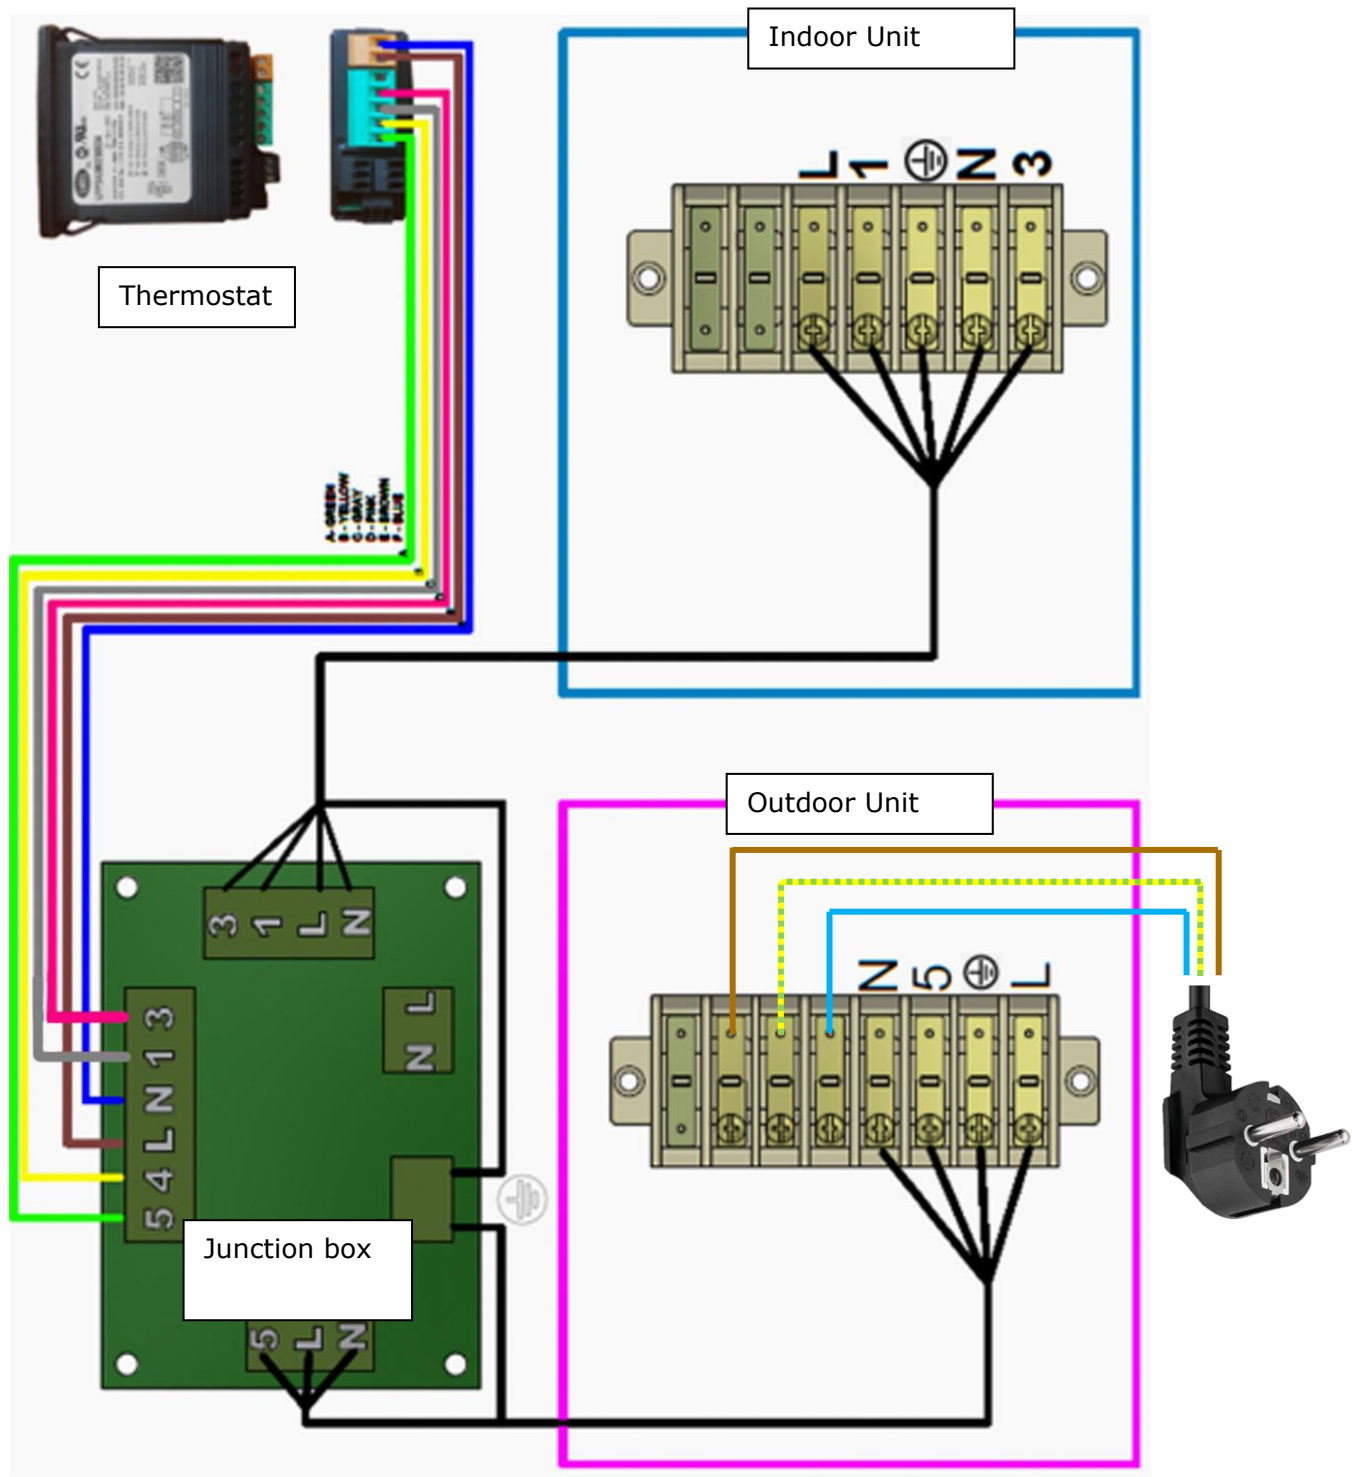 Indoor Unit
L 1 N 3
Thermostat
A - GREEN
B - YELLOW
C - GRAY
D - PINK
E - BROWN
F - BLUE
A
Outdoor Unit
3 1 L N
N 5 L
3 1 N L 4 5
L N
Junction box
5 L N